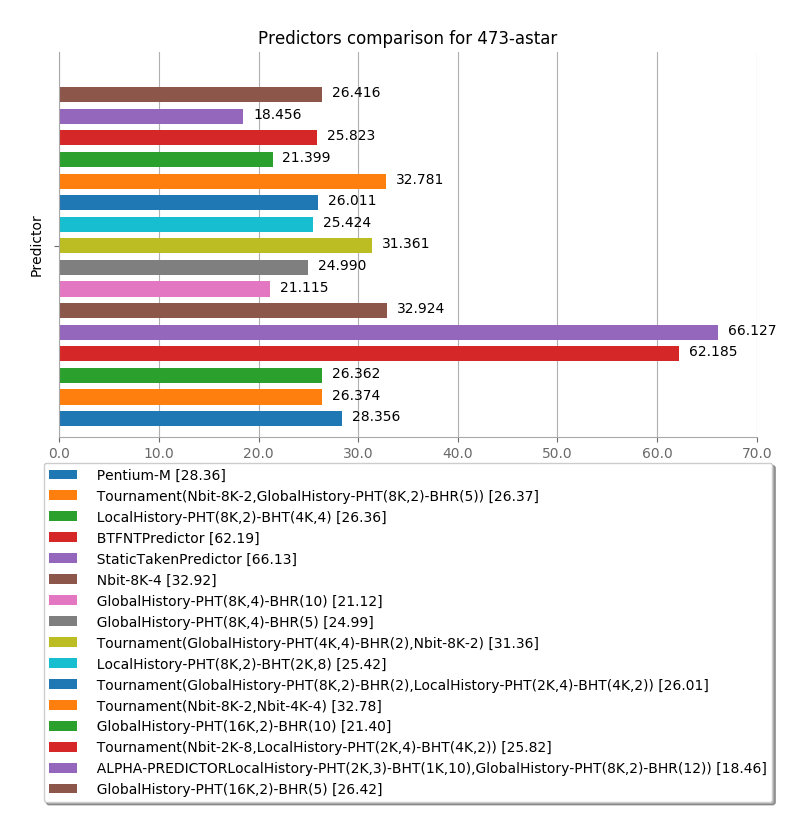 Predictors comparison for 473-astar
Predictor
26.416
18.456
25.823
21.399
32.781
26.011
25.424
31.361
24.990
21.115
32.924
66.127
62.185
26.362
26.374
28.356
0.0 10.0 20.0 30.0 40.0 50.0 60.0 70.0
Pentium-M [28.36]
Tournament(Nbit-8K-2,GlobalHistory-PHT(8K,2)-BHR(5)) [26.37]
LocalHistory-PHT(8K,2)-BHT(4K,4) [26.36]
BTFNTPredictor [62.19]
StaticTakenPredictor [66.13]
Nbit-8K-4 [32.92]
GlobalHistory-PHT(8K,4)-BHR(10) [21.12]
GlobalHistory-PHT(8K,4)-BHR(5) [24.99]
Tournament(GlobalHistory-PHT(4K,4)-BHR(2),Nbit-8K-2) [31.36]
LocalHistory-PHT(8K,2)-BHT(2K,8) [25.42]
Tournament(GlobalHistory-PHT(8K,2)-BHR(2),LocalHistory-PHT(2K,4)-BHT(4K,2)) [26.01]
Tournament(Nbit-8K-2,Nbit-4K-4) [32.78]
GlobalHistory-PHT(16K,2)-BHR(10) [21.40]
Tournament(Nbit-2K-8,LocalHistory-PHT(2K,4)-BHT(4K,2)) [25.82]
ALPHA-PREDICTORLocalHistory-PHT(2K,3)-BHT(1K,10),GlobalHistory-PHT(8K,2)-BHR(12)) [18.46]
GlobalHistory-PHT(16K,2)-BHR(5) [26.42]